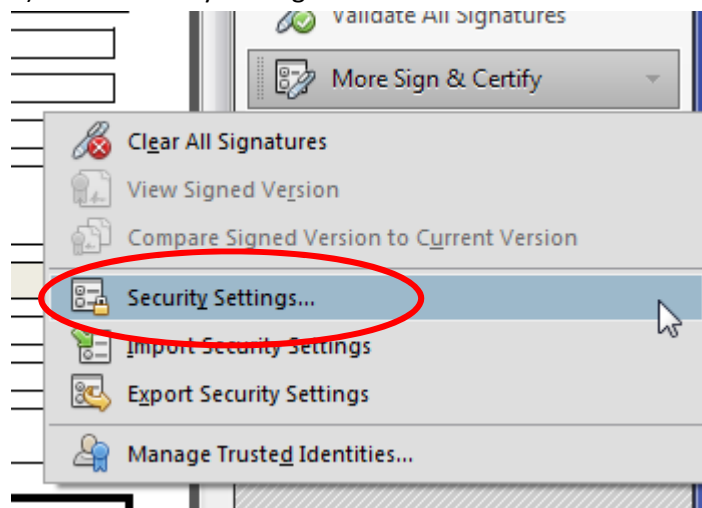 Validate All Signatures
More Sign & Certify
Clear All Signatures
View Signed Version
Compare Signed Version to Current Version
Security Settings...
Import Security Settings
Export Security Settings
Manage Trusted Identities...